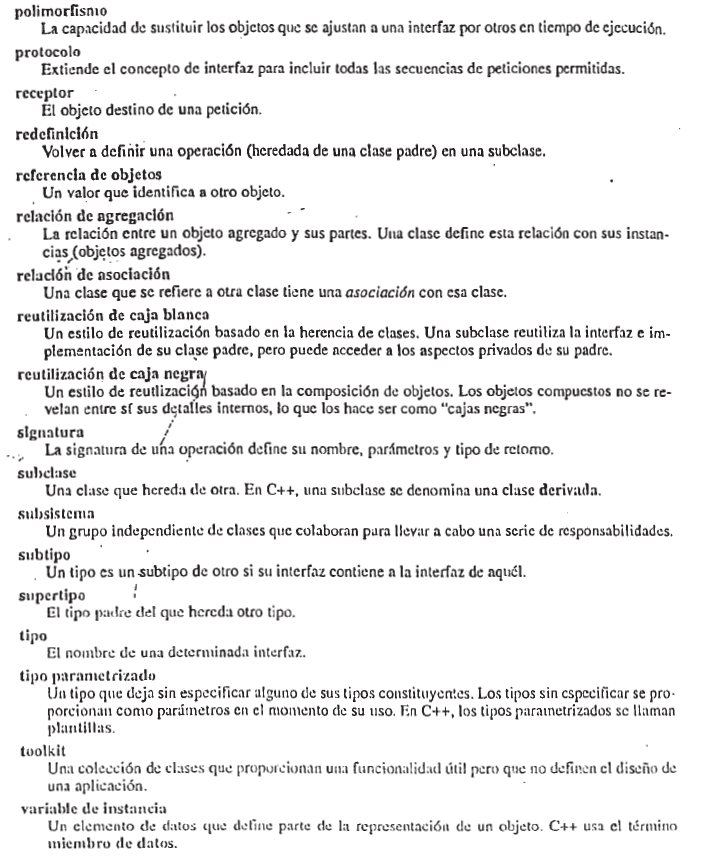 polimorfismo
La capacidad de sustituir los objetos que se ajustan a una interfaz por otros en tiempo de ejecución.
protocolo
Extiende el concepto de interfaz para incluir todas las secuencias de peticiones permitidas.
receptor
El objeto destino de una petición.
redefinición
Volver a definir una operación (heredada de una clase padre) en una subclase.
referencia de objetos
Un valor que identifica a otro objeto.
relación de agregación
La relación entre un objeto agregado y sus partes. Una clase define esta relación con sus instan-
cias (objetos agregados).
relación de asociación
Una clase que se refiere a otra clase tiene una asociación con esa clase.
reutilización de caja blanca
Un estilo de reutilización basado en la herencia de clases. Una subclase reutiliza la interfaz e im-
plementación de su clase padre, pero puede acceder a los aspectos privados de su padre.
reutilización de caja negra
Un estilo de reutlización basado en la composición de objetos. Los objetos compuestos no se re-
velan entre sí sus detalles internos, lo que los hace ser como "cajas negras".
signatura
La signatura de una operación define su nombre, parámetros y tipo de retorno.
subclase
Una clase que hereda de otra. En C++, una subclase se denomina una clase derivada.
subsistema
Un grupo independiente de clases que colaboran para llevar a cabo una serie de responsabilidades.
subtipo
Un tipo es un subtipo de otro si su interfaz contiene a la interfaz de aquél.
supertipo
El tipo padre del que hereda otro tipo.
tipo
El nombre de una determinada interfaz.
tipo parametrizado
Un tipo que deja sin especificar alguno de sus tipos constituyentes. Los tipos sin especificar se pro-
porcionan como parámetros en el momento de su uso. En C++, los tipos parametrizados se llaman
plantillas.
toolkit
Una colección de clases que proporcionan una funcionalidad útil pero que no definen el diseño de
una aplicación.
variable de instancia
Un elemento de datos que define parte de la representación de un objeto. C++ usa el término
miembro de datos.